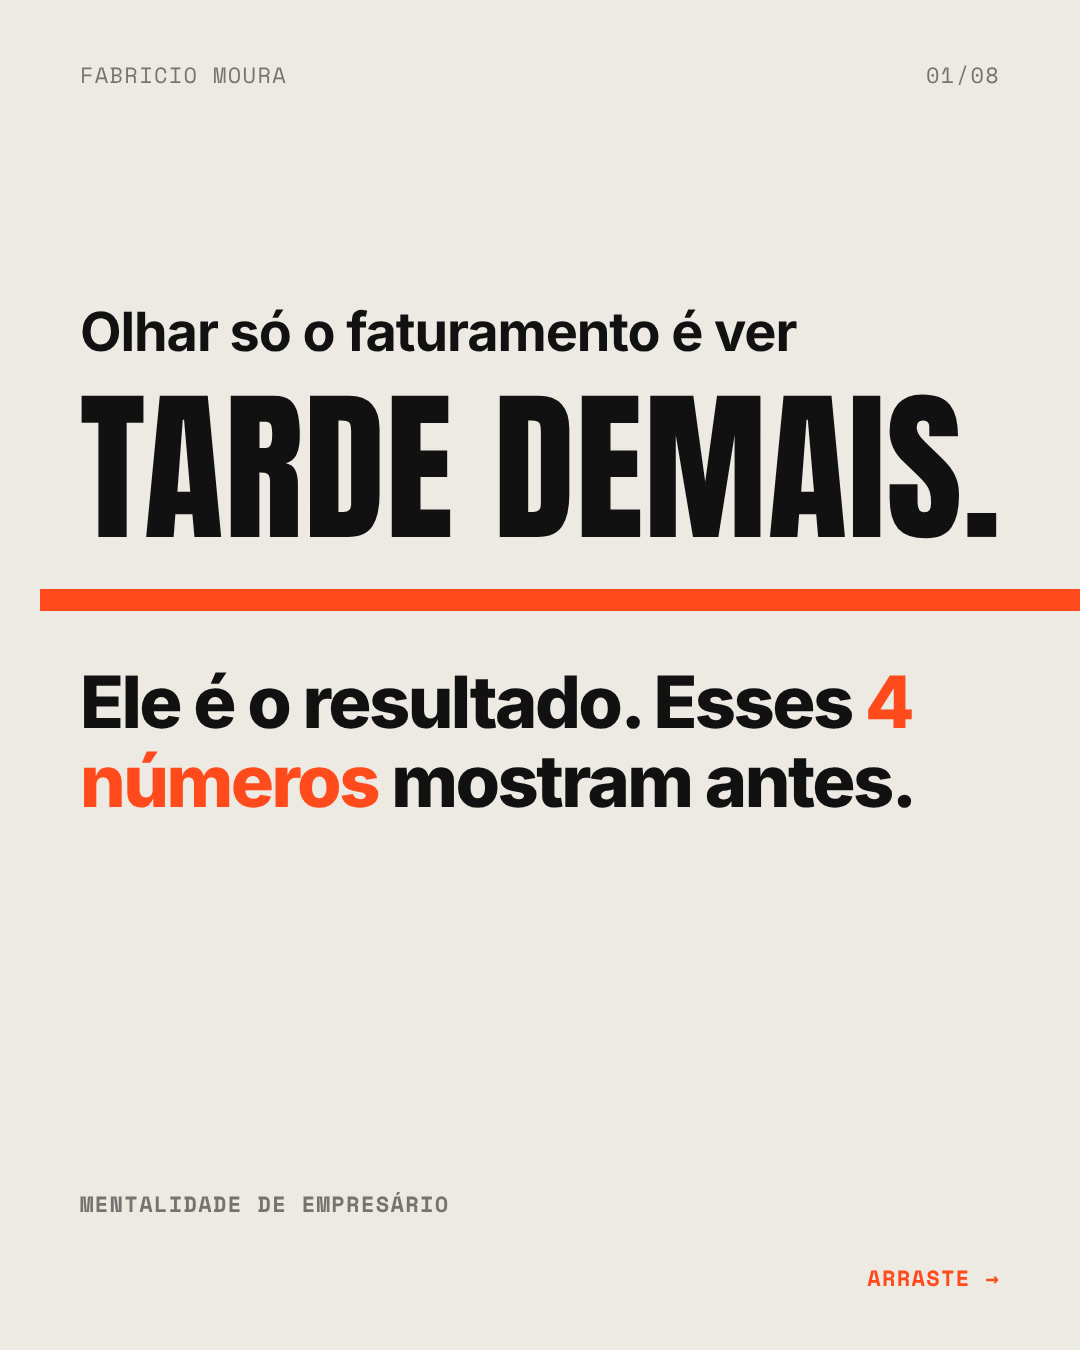 FABRICIO MOURA
01/08
Olhar só o faturamento é ver
TARDE DEMAIS.
Ele é o resultado. Esses 4
números mostram antes.
MENTALIDADE DE EMPRESÁRIO
ARRASTE →